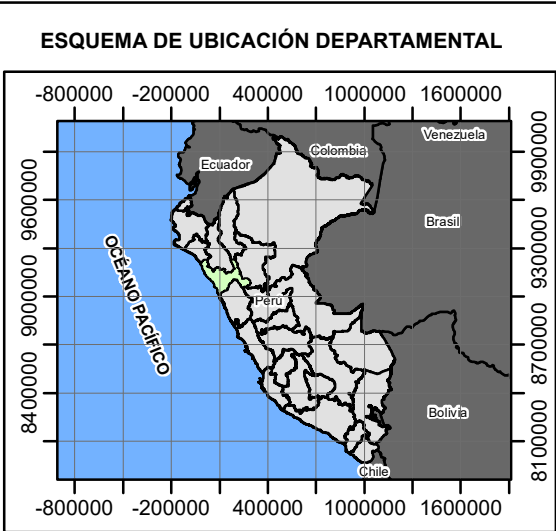 ESQUEMA DE UBICACIÓN DEPARTAMENTAL
-800000 -200000 400000 1000000 1600000
Venezuela
Colombia
Ecuador
9900000
9600000
Brasil
9300000
OCÉANO PACÍFICO
9000000
Perú
8700000
8400000
Bolivia
8100000
Chile
-800000 -200000 400000 1000000 1600000